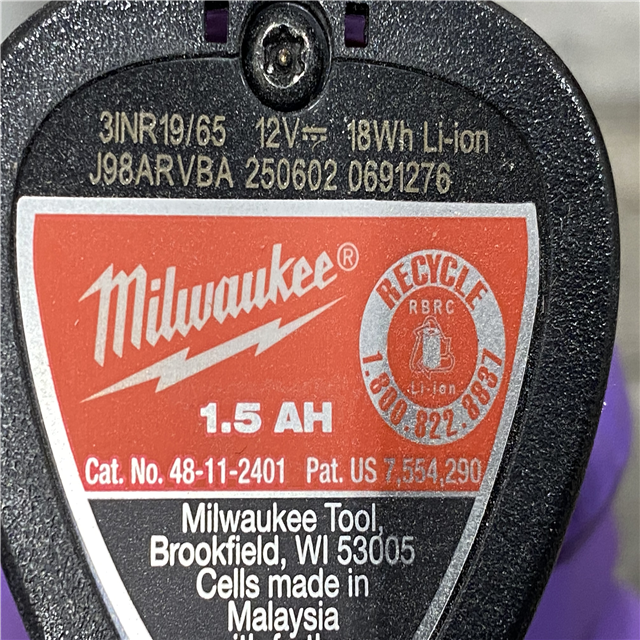 3INR19/65 12V⎓ 18Wh Li-ion
J98ARVBA 250602 0691276
Milwaukee®
RECYCLE
RBRC
Li-ion
1.800.822.8837
1.5 AH
Cat. No. 48-11-2401 Pat. US 7,554,290
Milwaukee Tool,
Brookfield, WI 53005
Cells made in
Malaysia